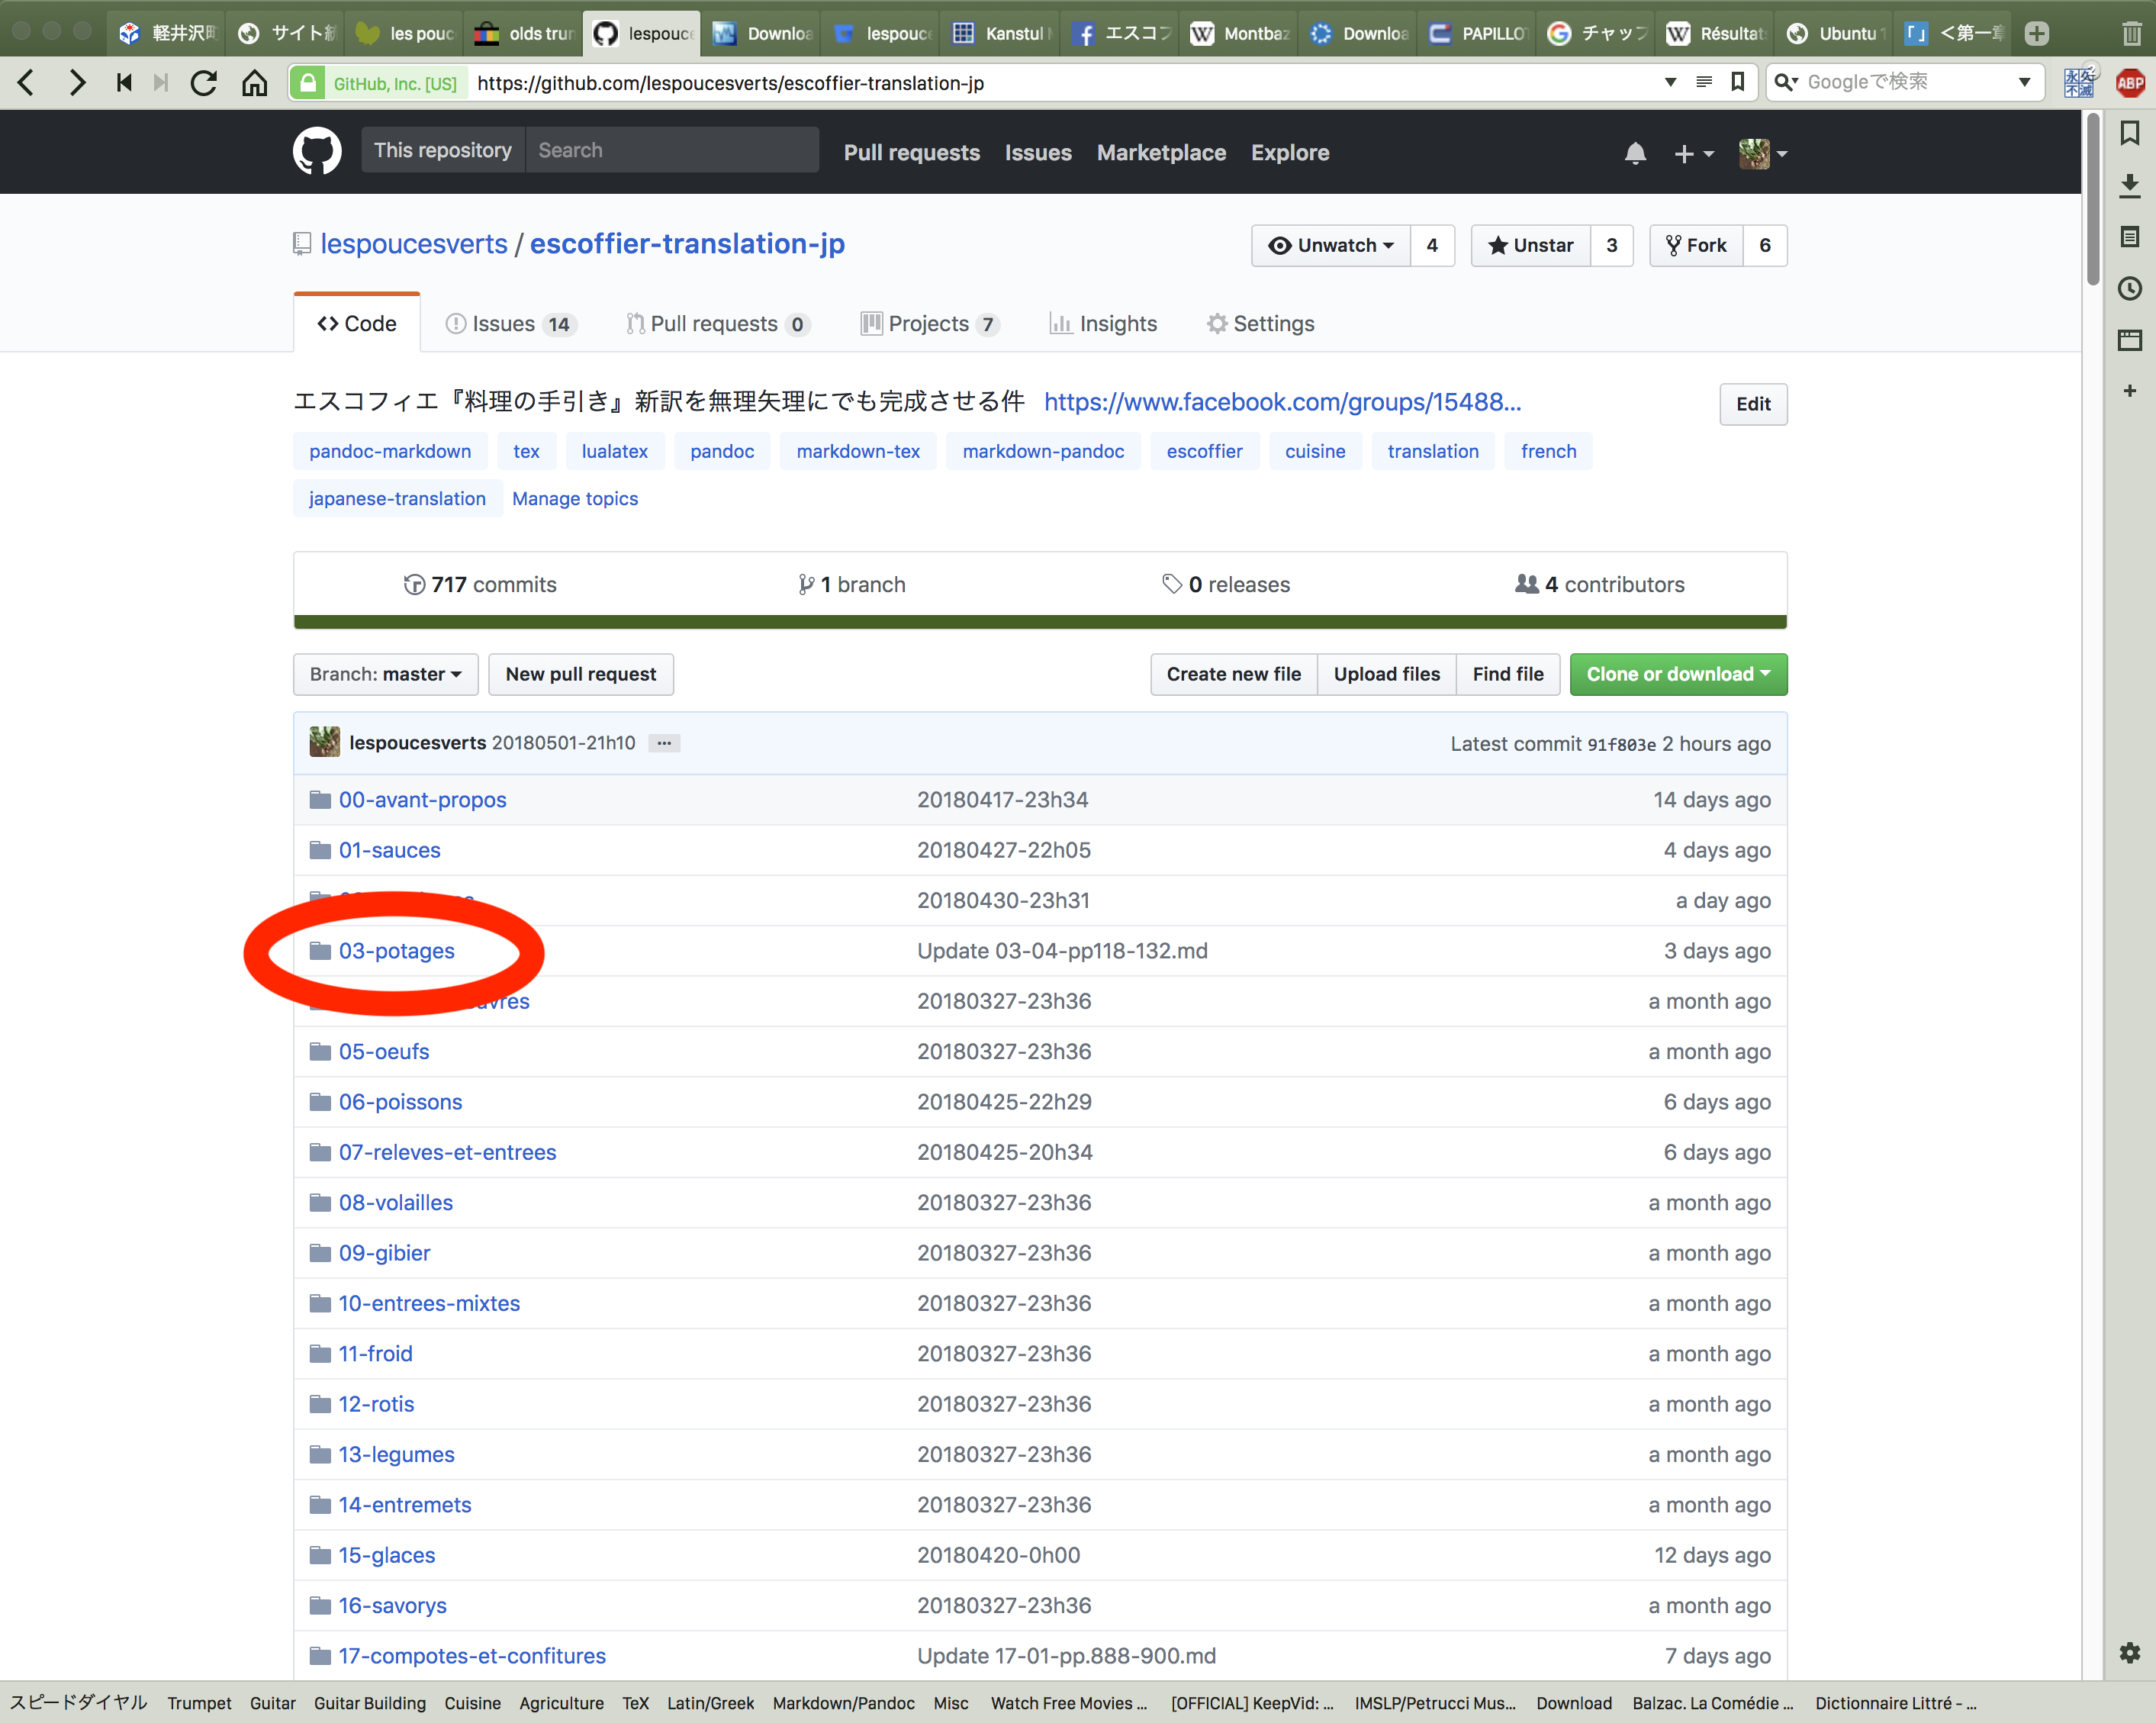 軽井沢町 サイト統 les pouc olds trun lespouce Downloa lespouce Kanstul エスコフ Montbaz Downloa PAPILLO チャップ Résultat Ubuntu 1 「」 <第一章
GitHub, Inc. [US] https://github.com/lespoucesverts/escoffier-translation-jp Googleで検索 永久不滅 2 ABP
This repository Search Pull requests Issues Marketplace Explore
lespoucesverts / escoffier-translation-jp Unwatch 4 Unstar 3 Fork 6
Code Issues 14 Pull requests 0 Projects 7 Insights Settings
エスコフィエ『料理の手引き』新訳を無理矢理にでも完成させる件 https://www.facebook.com/groups/15488... Edit
pandoc-markdown tex lualatex pandoc markdown-tex markdown-pandoc escoffier cuisine translation french
japanese-translation Manage topics
717 commits 1 branch 0 releases 4 contributors
Branch: master New pull request Create new file Upload files Find file Clone or download
lespoucesverts 20180501-21h10 ... Latest commit 91f803e 2 hours ago
00-avant-propos 20180417-23h34 14 days ago
01-sauces 20180427-22h05 4 days ago
20180430-23h31 a day ago
03-potages Update 03-04-pp118-132.md 3 days ago
vres 20180327-23h36 a month ago
05-oeufs 20180327-23h36 a month ago
06-poissons 20180425-22h29 6 days ago
07-releves-et-entrees 20180425-20h34 6 days ago
08-volailles 20180327-23h36 a month ago
09-gibier 20180327-23h36 a month ago
10-entrees-mixtes 20180327-23h36 a month ago
11-froid 20180327-23h36 a month ago
12-rotis 20180327-23h36 a month ago
13-legumes 20180327-23h36 a month ago
14-entremets 20180327-23h36 a month ago
15-glaces 20180420-0h00 12 days ago
16-savorys 20180327-23h36 a month ago
17-compotes-et-confitures Update 17-01-pp.888-900.md 7 days ago
スピードダイヤル Trumpet Guitar Guitar Building Cuisine Agriculture TeX Latin/Greek Markdown/Pandoc Misc Watch Free Movies ... [OFFICIAL] KeepVid: ... IMSLP/Petrucci Mus... Download Balzac. La Comédie ... Dictionnaire Littré - ...